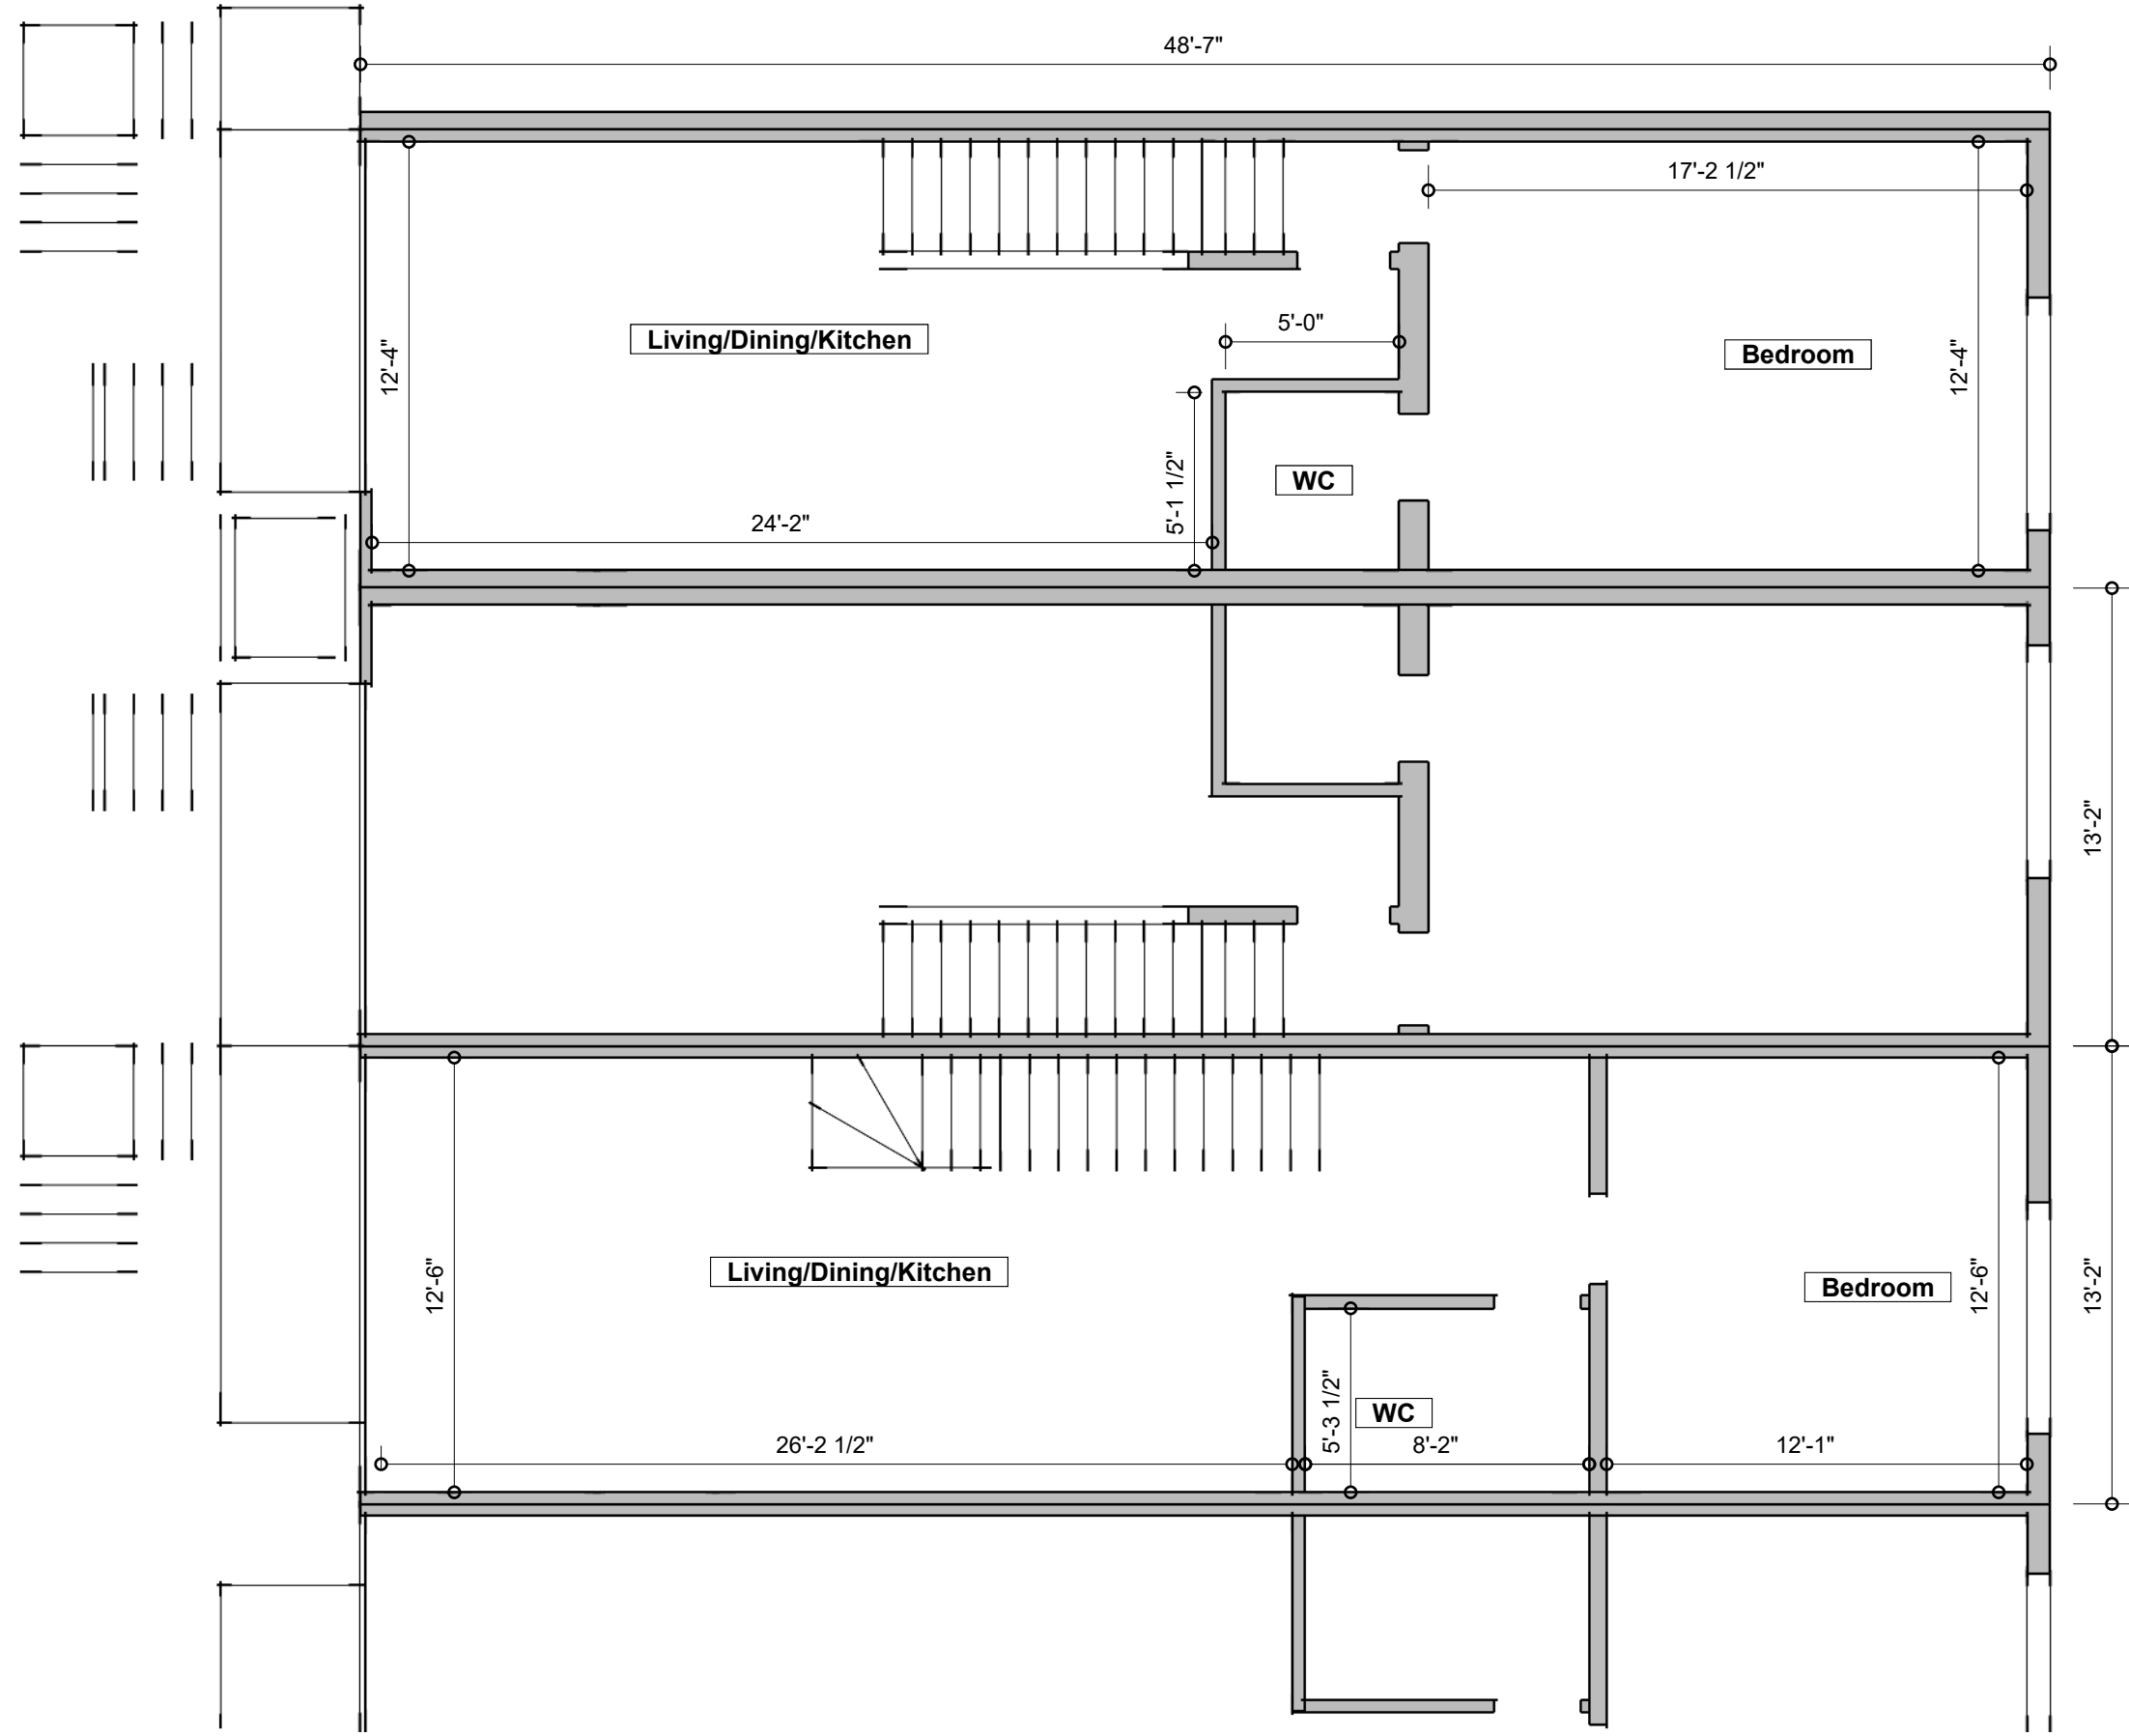 48'-7"
17'-2 1/2"
5'-0"
Living/Dining/Kitchen
12'-4"
Bedroom
12'-4"
WC
5'-1 1/2"
24'-2"
13'-2"
Living/Dining/Kitchen
12'-6"
Bedroom
12'-6"
13'-2"
WC
5'-3 1/2"
26'-2 1/2"
8'-2"
12'-1"